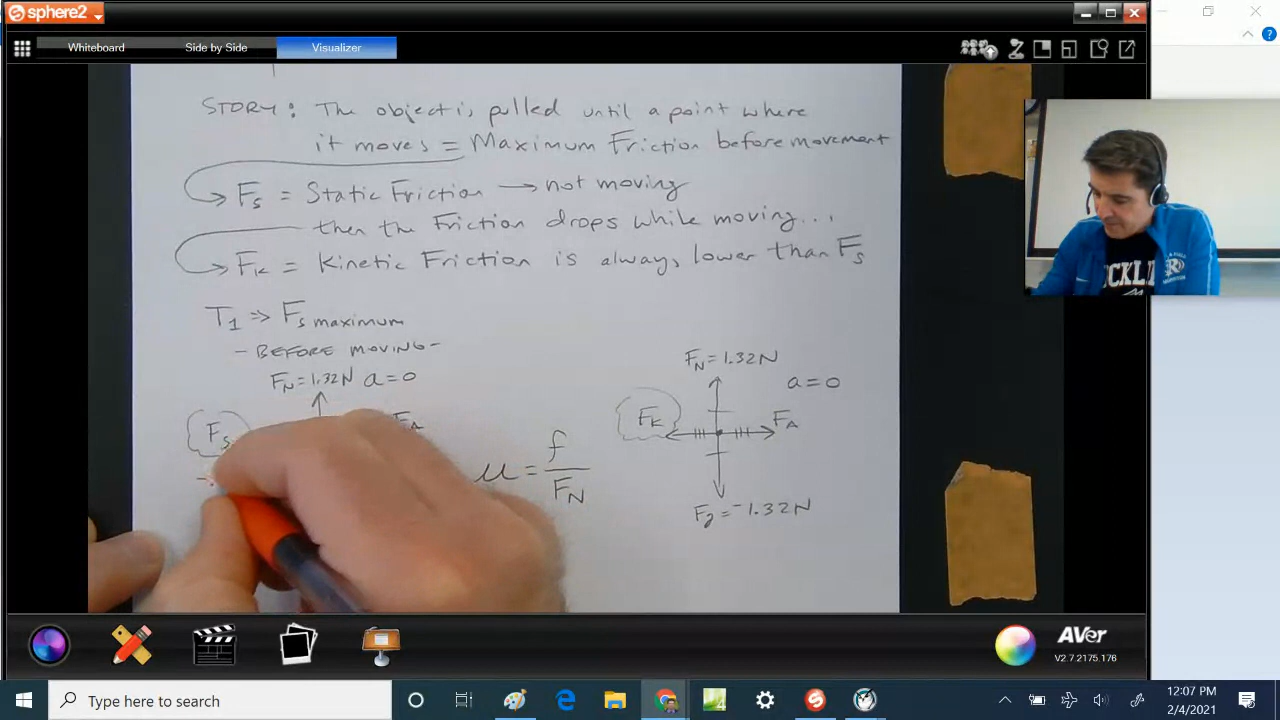 sphere2
Whiteboard
Side by Side
Visualizer
STORY: The object is pulled until a point where
it moves = Maximum Friction before movement
Fs = Static Friction → not moving
then the Friction drops while moving...
FK = Kinetic Friction is always lower than Fs
T1 => Fs maximum
- BEFORE MOVING -
FN = 1.32N a = 0
Fs
FA
μ = f / FN
FN = 1.32N
a = 0
FK
FA
Fg = -1.32N
AVer
V2.7.2175.176
Type here to search
12:07 PM
2/4/2021